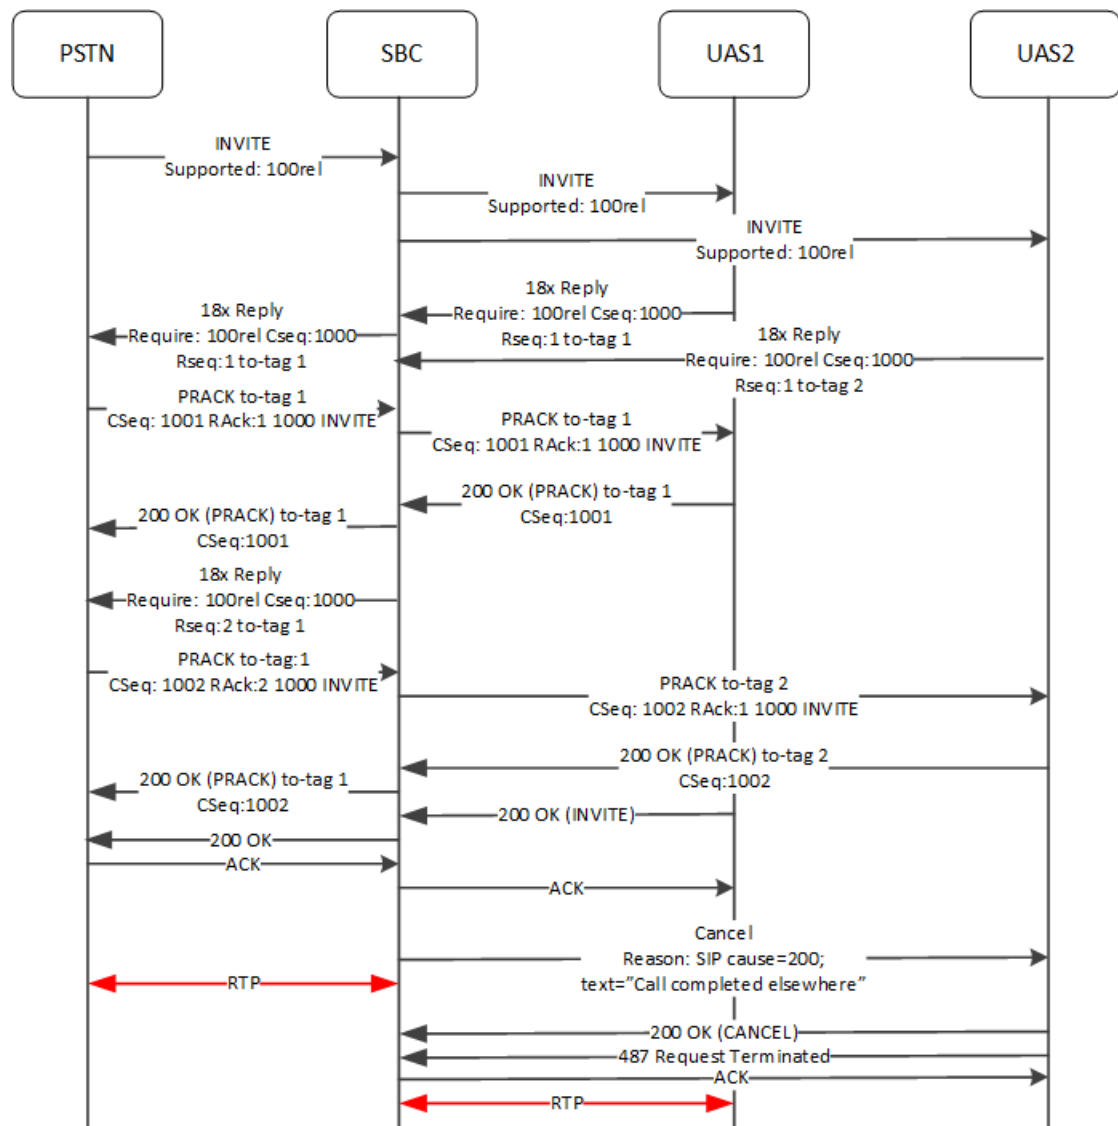 PSTN
SBC
UAS1
UAS2
INVITE
Supported: 100rel
INVITE
Supported: 100rel
INVITE
Supported: 100rel
18x Reply
Require: 100rel Cseq:1000
Rseq:1 to-tag 1
18x Reply
Require: 100rel Cseq:1000
Rseq:1 to-tag 1
18x Reply
Require: 100rel Cseq:1000
Rseq:1 to-tag 2
PRACK to-tag 1
CSeq: 1001 RAck:1 1000 INVITE
PRACK to-tag 1
CSeq: 1001 RAck:1 1000 INVITE
200 OK (PRACK) to-tag 1
CSeq:1001
200 OK (PRACK) to-tag 1
CSeq:1001
18x Reply
Require: 100rel Cseq:1000
Rseq:2 to-tag 1
PRACK to-tag:1
CSeq: 1002 RAck:2 1000 INVITE
PRACK to-tag 2
CSeq: 1002 RAck:1 1000 INVITE
200 OK (PRACK) to-tag 2
CSeq:1002
200 OK (PRACK) to-tag 1
CSeq:1002
200 OK (INVITE)
200 OK
ACK
ACK
Cancel
Reason: SIP cause=200;
text=”Call completed elsewhere”
RTP
200 OK (CANCEL)
487 Request Terminated
ACK
RTP